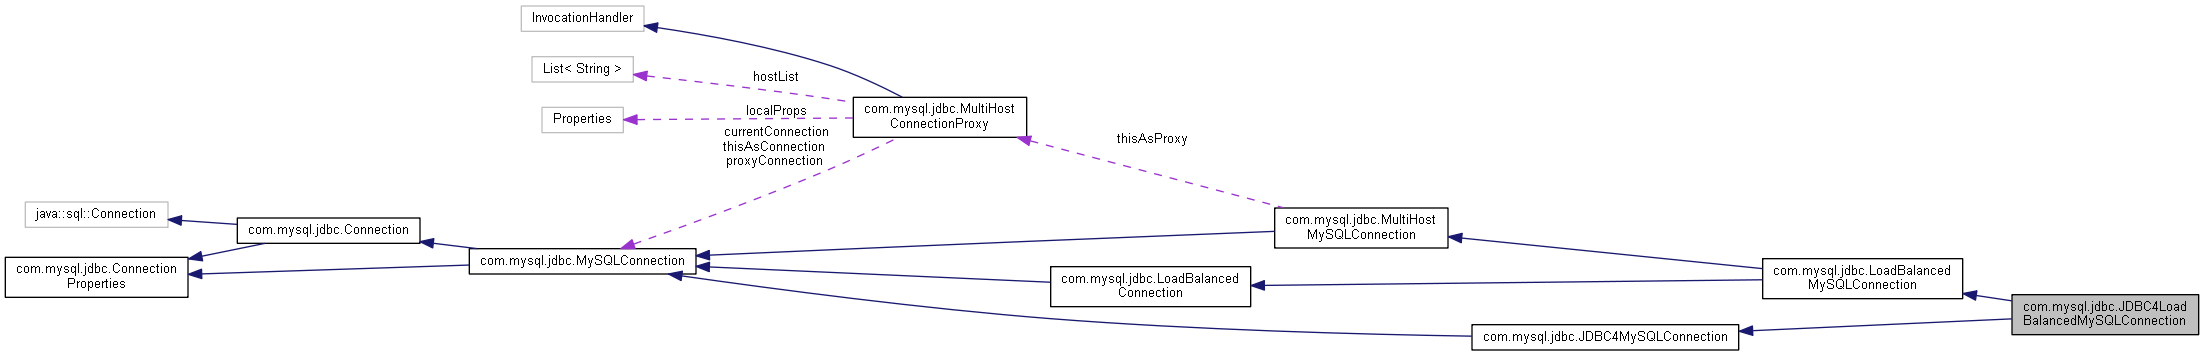 InvocationHandler
List< String >
hostList
com.mysql.jdbc.MultiHost
ConnectionProxy
localProps
Properties
currentConnection
thisAsConnection
proxyConnection
thisAsProxy
java::sql::Connection
com.mysql.jdbc.Connection
com.mysql.jdbc.MultiHost
MySQLConnection
com.mysql.jdbc.MySQLConnection
com.mysql.jdbc.Connection
Properties
com.mysql.jdbc.LoadBalanced
Connection
com.mysql.jdbc.LoadBalanced
MySQLConnection
com.mysql.jdbc.JDBC4Load
BalancedMySQLConnection
com.mysql.jdbc.JDBC4MySQLConnection